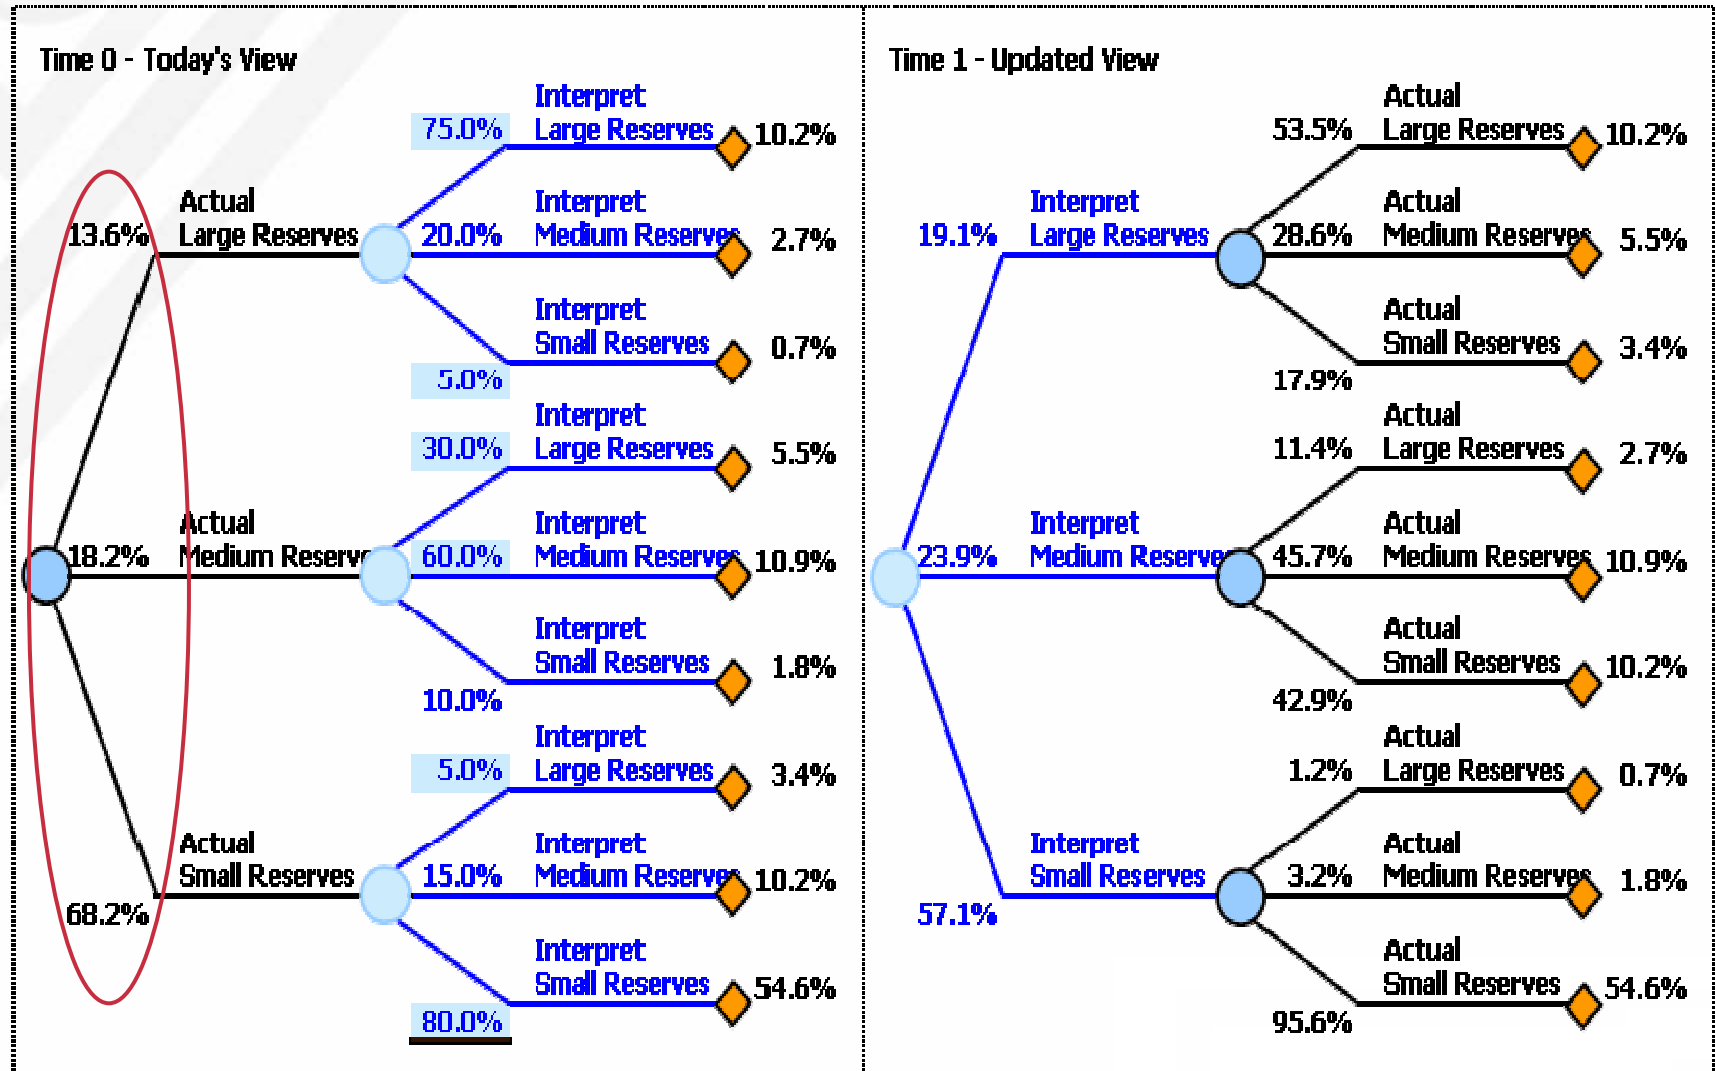 Time 0 - Today's View
Interpret
75.0% Large Reserves 10.2%
Actual
Interpret
13.6% Large Reserves 20.0% Medium Reserves 2.7%
Interpret
Small Reserves 0.7%
5.0%
Interpret
30.0% Large Reserves 5.5%
Actual
Interpret
18.2% Medium Reserve 60.0% Medium Reserves 10.9%
Interpret
Small Reserves 1.8%
10.0%
Interpret
5.0% Large Reserves 3.4%
Actual
Interpret
Small Reserves 15.0% Medium Reserves 10.2%
68.2%
Interpret
Small Reserves 54.6%
80.0%
Time 1 - Updated View
Actual
53.5% Large Reserves 10.2%
Interpret
Actual
19.1% Large Reserves 28.6% Medium Reserves 5.5%
Actual
Small Reserves 3.4%
17.9%
Actual
11.4% Large Reserves 2.7%
Interpret
Actual
23.9% Medium Reserve 45.7% Medium Reserves 10.9%
Actual
Small Reserves 10.2%
42.9%
Actual
1.2% Large Reserves 0.7%
Interpret
Actual
Small Reserves 3.2% Medium Reserves 1.8%
57.1%
Actual
Small Reserves 54.6%
95.6%